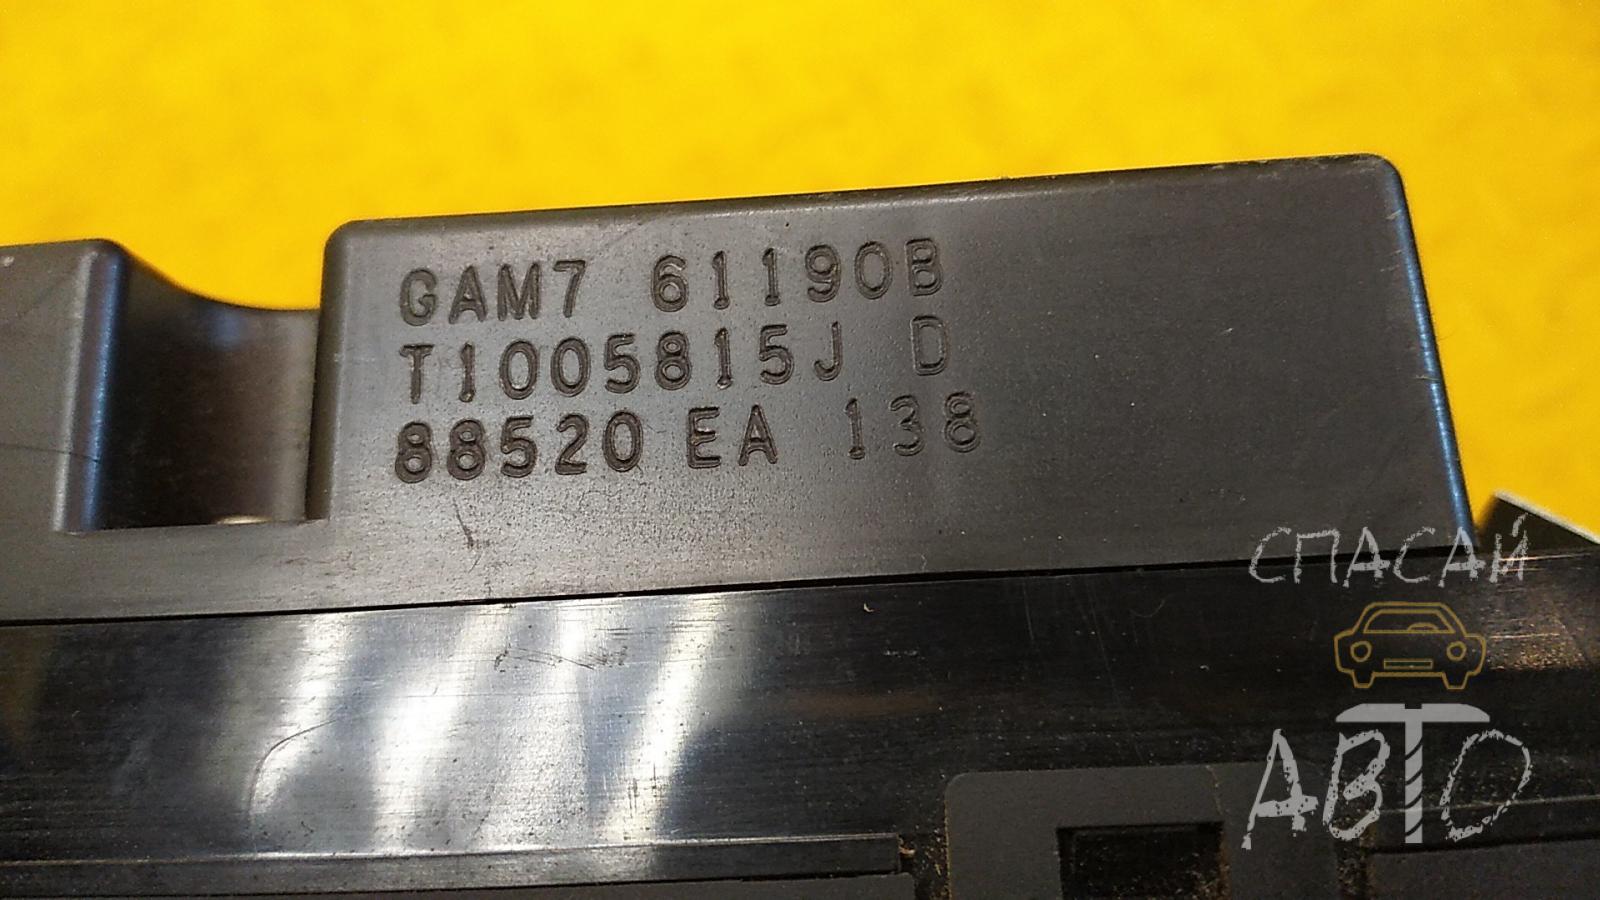 GAM7 61190B
T1005815J D
88520 EA 138
СПАСАЙ
АВТО